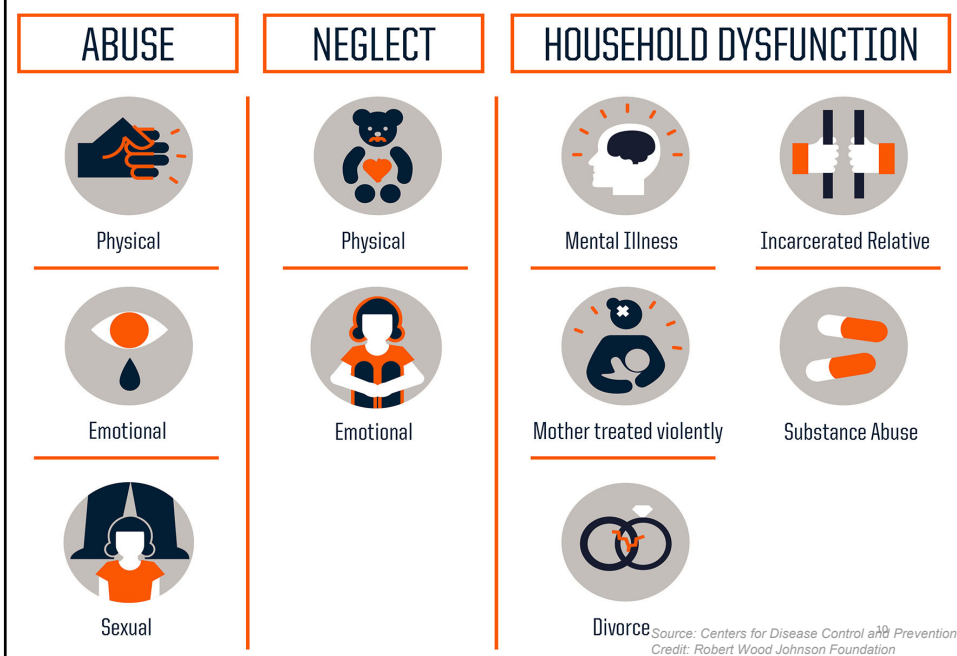 ABUSE
NEGLECT
HOUSEHOLD DYSFUNCTION
Physical
Physical
Mental Illness
Incarcerated Relative
Emotional
Emotional
Mother treated violently
Substance Abuse
Sexual
Divorce
Source: Centers for Disease Control and Prevention
Credit: Robert Wood Johnson Foundation